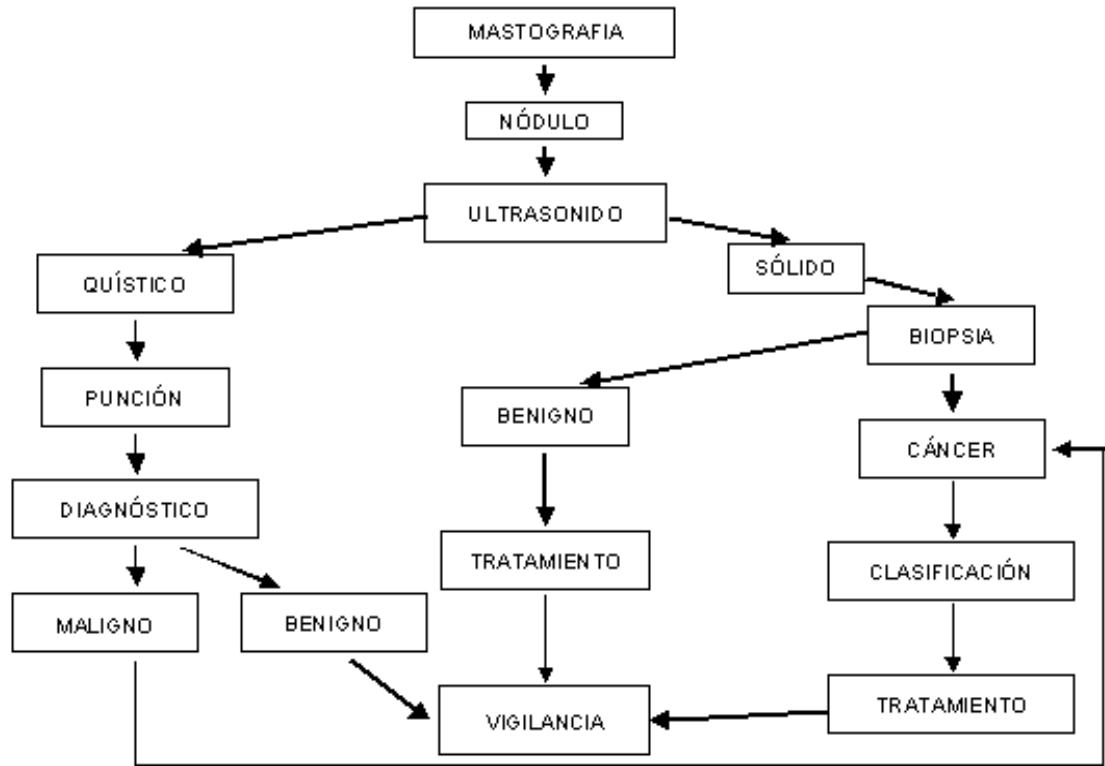 MASTOGRAFIA
NÓDULO
ULTRASONIDO
QUÍSTICO
SÓLIDO
BIOPSIA
PUNCIÓN
BENIGNO
CÁNCER
DIAGNÓSTICO
TRATAMIENTO
CLASIFICACIÓN
MALIGNO
BENIGNO
VIGILANCIA
TRATAMIENTO